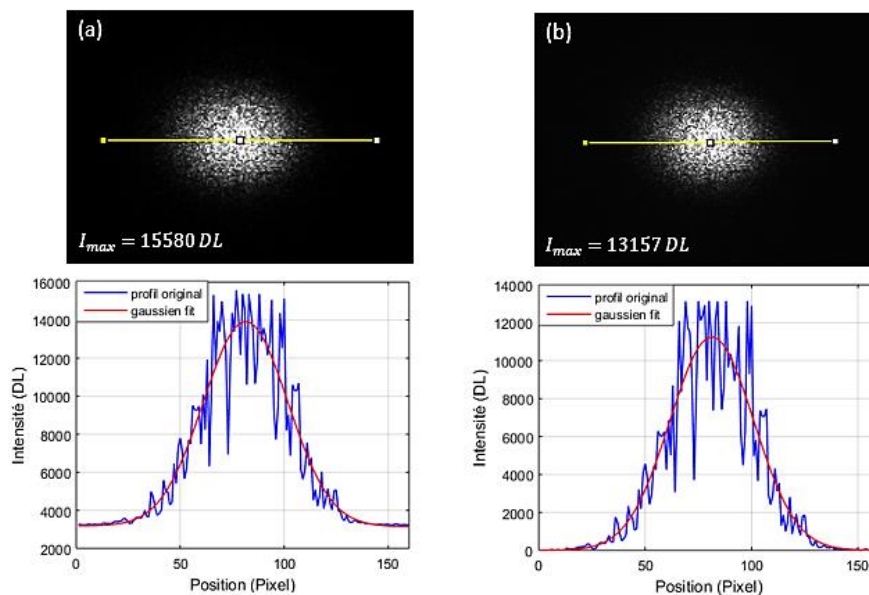 (a)
I_max = 15580 DL
(b)
I_max = 13157 DL
16000
14000
12000
10000
8000
6000
4000
2000
Intensité (DL)
profil original
gaussien fit
0
50
100
150
Position (Pixel)
14000
12000
10000
8000
6000
4000
2000
0
Intensité (DL)
profil original
gaussien fit
0
50
100
150
Position (Pixel)